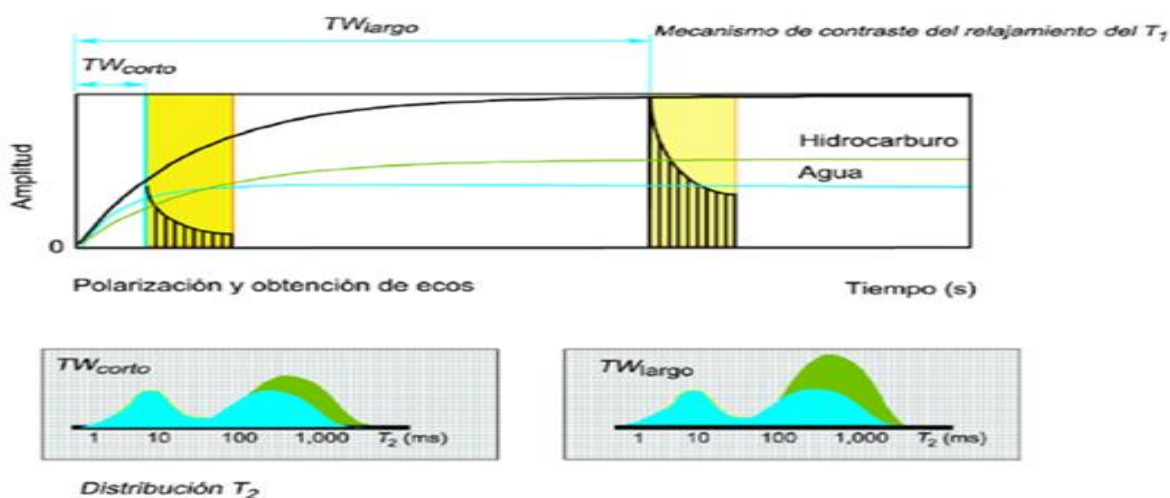 TWlargo
Mecanismo de contraste del relajamiento del T1
TWcorto
Amplitud
Hidrocarburo
Agua
0
Polarización y obtención de ecos
Tiempo (s)
TWcorto
1 10 100 1,000 T2 (ms)
TWlargo
1 10 100 1,000 T2 (ms)
Distribución T2